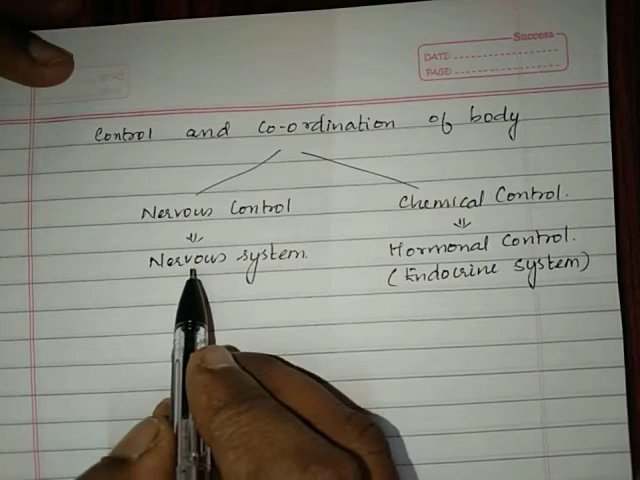 Success
DATE
PAGE
Control and Co-ordination of body
Nervous Control
Chemical Control.
⇓
⇓
Nervous system.
Hormonal Control.
(Endocrine system)